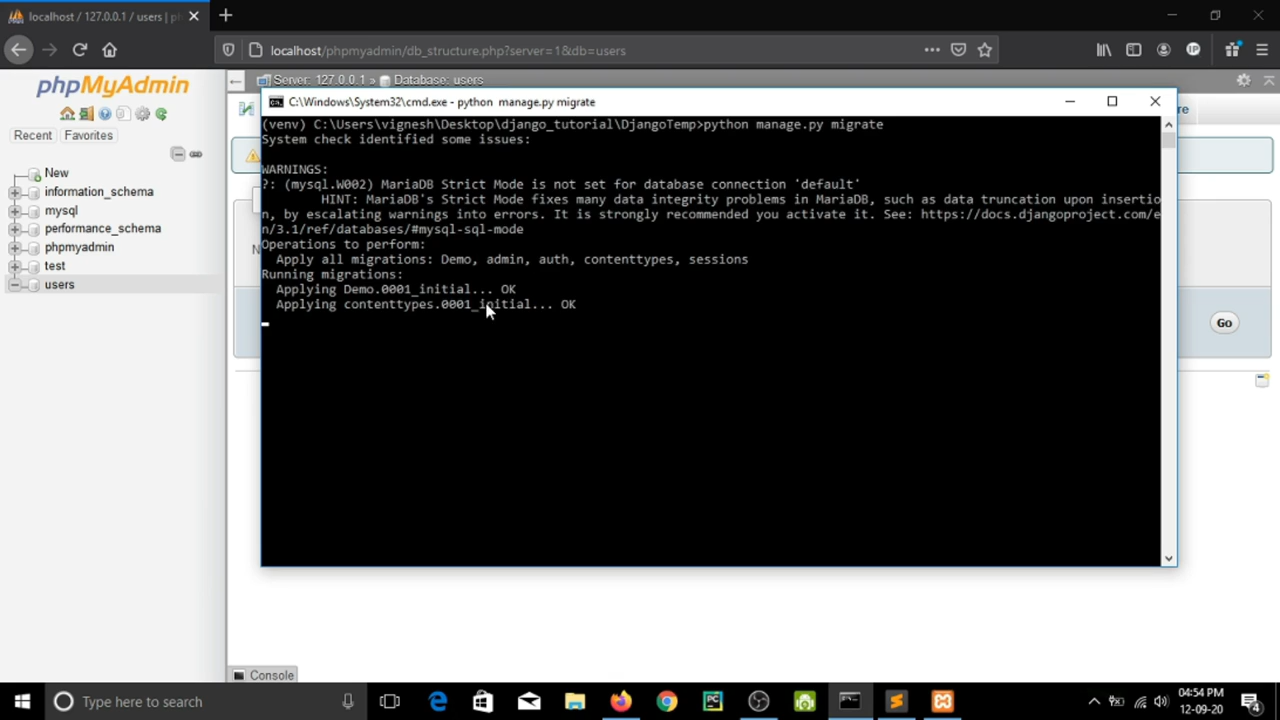 localhost / 127.0.0.1 / users | ph
localhost/phpmyadmin/db_structure.php?server=1&db=users
phpMyAdmin
Server: 127.0.0.1 » Database: users
Recent
Favorites
New
information_schema
mysql
performance_schema
phpmyadmin
test
users
C:\Windows\System32\cmd.exe - python manage.py migrate
(venv) C:\Users\vignesh\Desktop\django_tutorial\DjangoTemp>python manage.py migrate
System check identified some issues:
WARNINGS:
?: (mysql.W002) MariaDB Strict Mode is not set for database connection 'default'
HINT: MariaDB's Strict Mode fixes many data integrity problems in MariaDB, such as data truncation upon insertio
n, by escalating warnings into errors. It is strongly recommended you activate it. See: https://docs.djangoproject.com/e
n/3.1/ref/databases/#mysql-sql-mode
Operations to perform:
Apply all migrations: Demo, admin, auth, contenttypes, sessions
Running migrations:
Applying Demo.0001_initial... OK
Applying contenttypes.0001_initial... OK
Go
Console
Type here to search
04:54 PM
12-09-20
4